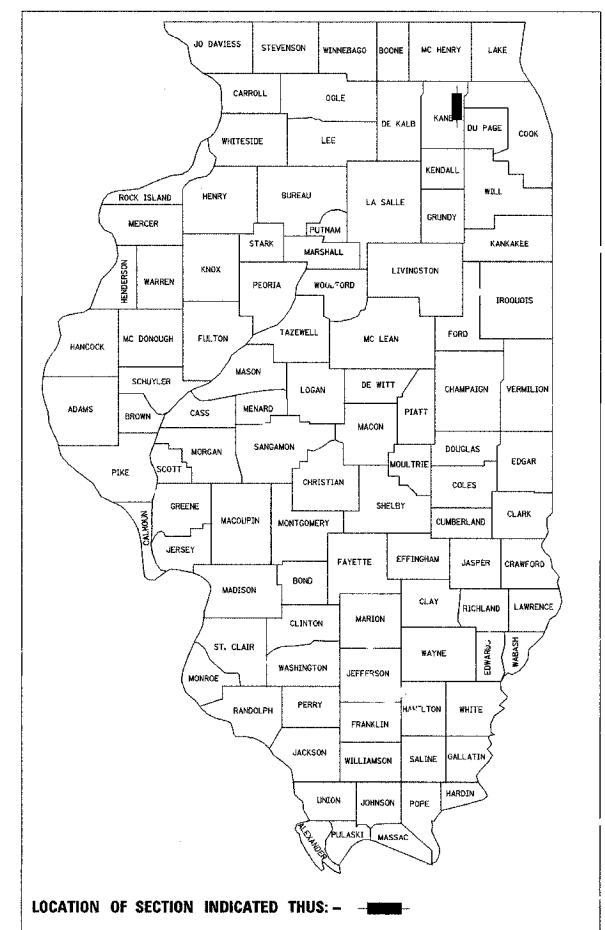 JO DAVIESS STEVENSON WINNEBAGO BOONE MC HENRY LAKE
CARROLL OGLE DE KALB DU PAGE COOK
WHITESIDE LEE
KENDALL WILL
ROCK ISLAND HENRY BUREAU LA SALLE GRUNDY
MERCER PUTNAM
STARK MARSHALL KANKAKEE
HENDERSON WARREN KNOX PEORIA LIVINGSTON IROQUOIS
HANCOCK MC DONOUGH FULTON TAZEWELL MC LEAN FORD
MASON
SCHUYLER LOGAN DE WITT CHAMPAIGN VERMILION
ADAMS BROWN CASS MENARD MACON PIATT
MORGAN SANGAMON MOULTRIE DOUGLAS EDGAR
PIKE SCOTT CHRISTIAN COLES
GREENE MACOUPIN MONTGOMERY SHELBY CUMBERLAND CLARK
CALHOUN JERSEY
FAYETTE EFFINGHAM JASPER CRAWFORD
MADISON BOND
CLAY RICHLAND LAWRENCE
CLINTON MARION
ST. CLAIR WAYNE WABASH
WASHINGTON JEFFERSON
MONROE
RANDOLPH PERRY WHITE
FRANKLIN
JACKSON WILLIAMSON SALINE GALLATIN
UNION JOHNSON POPE HARDIN
ALEXANDER PULASKI MASSAC
LOCATION OF SECTION INDICATED THUS: -